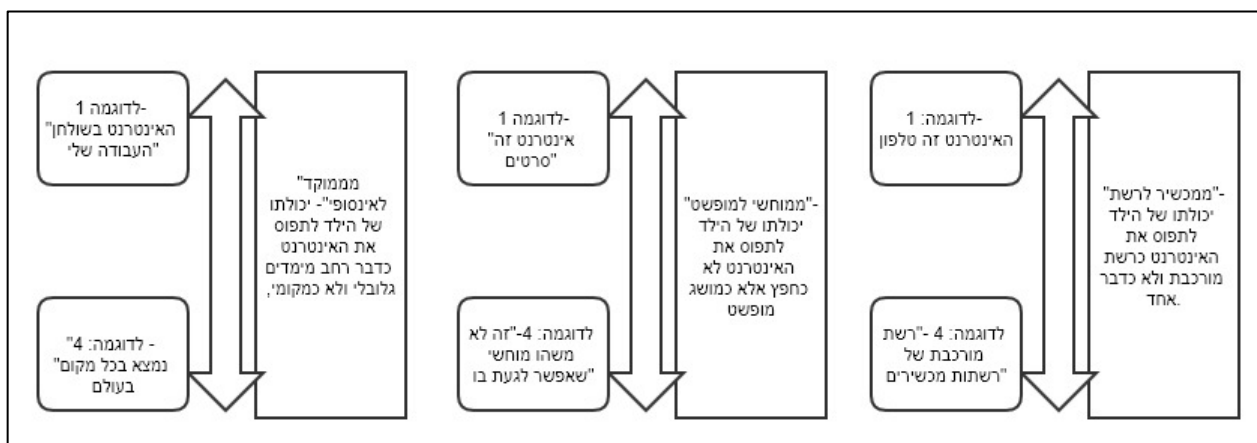 1 לדוגמה:-
האינטרנט זה טלפון
"ממכשיר לרשת"-
יכולתו של הילד
לתפוס את
האינטרנט כרשת
מורכבת ולא כדבר
אחד.
לדוגמה: 4 -"רשת
מורכבת של
רשתות מכשירים"
1 לדוגמה-
"אינטרנט זה
סרטים"
"ממוחשי למופשט"-
יכולתו של הילד
לתפוס את
האינטרנט לא
כחפץ אלא כמושג
מופשט
לדוגמה: 4-"זה לא
משהו מוחשי
שאפשר לגעת בו"
1 לדוגמה-
"האינטרנט בשולחן
העבודה שלי"
"מממוקד
לאינסופי"- יכולתו
של הילד לתפוס
את האינטרנט
כדבר רחב מימדים
גלובלי ולא כמקומי,
- לדוגמה: 4"
נמצא בכל מקום"
בעולם